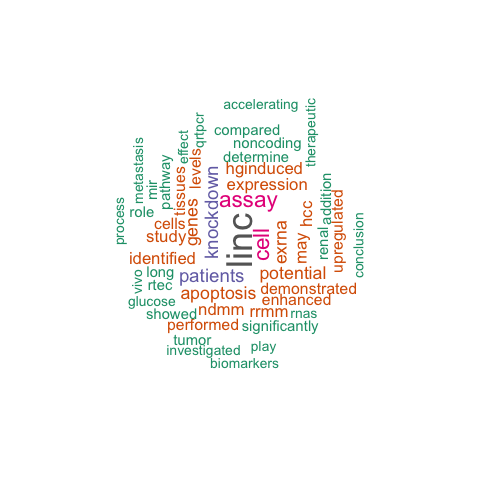 accelerating
therapeutic
qrtpcr
compared
noncoding
effect
metastasis
determine
levels
hginduced
pathway
mir
tissues
expression
knockdown
addition
assay
role
process
genes
cells
study
linc
cell
exrna
may
hcc
renal
upregulated
conclusion
identified
long
vivo
rtec
patients
potential
glucose
apoptosis
demonstrated
enhanced
showed
ndmm
rrmm
rnas
performed
significantly
tumor
investigated
play
biomarkers